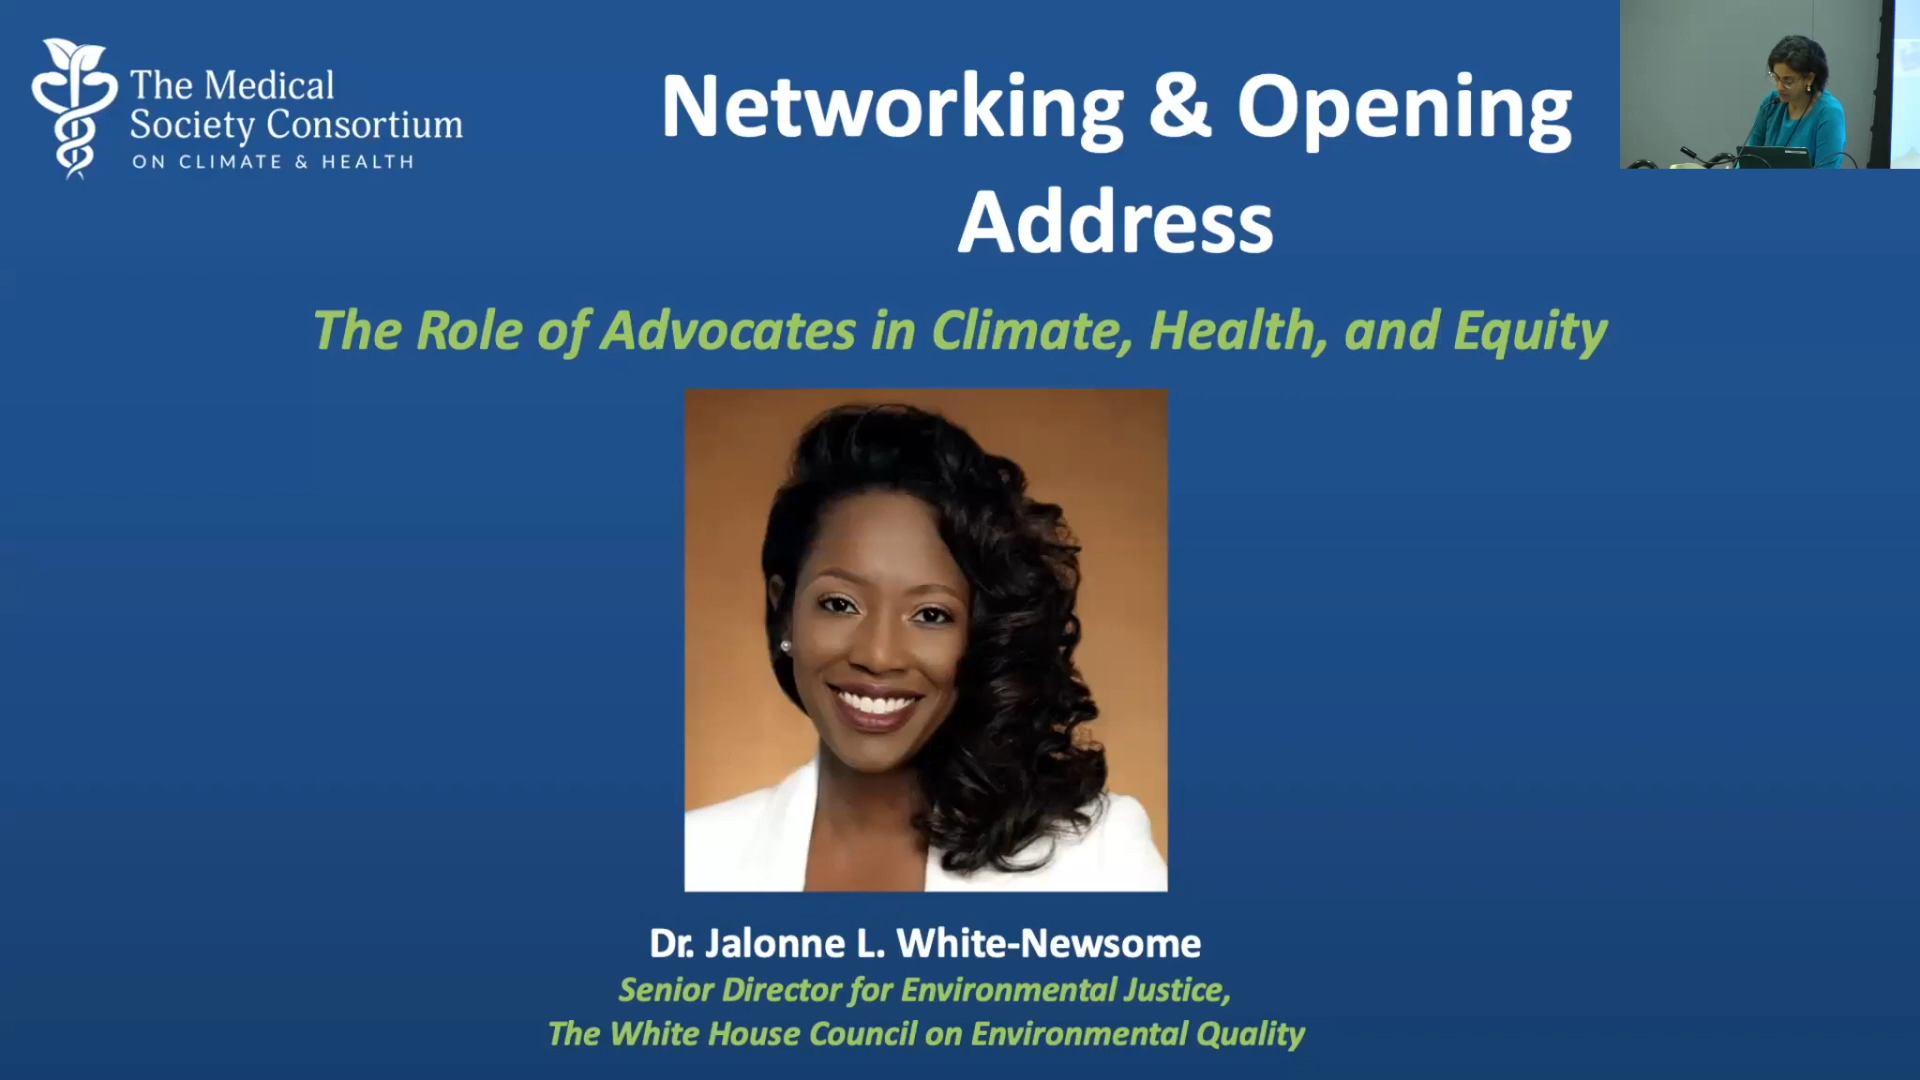 The Medical
Society Consortium
ON CLIMATE & HEALTH
Networking & Opening
Address
The Role of Advocates in Climate, Health, and Equity
Dr. Jalonne L. White-Newsome
Senior Director for Environmental Justice,
The White House Council on Environmental Quality